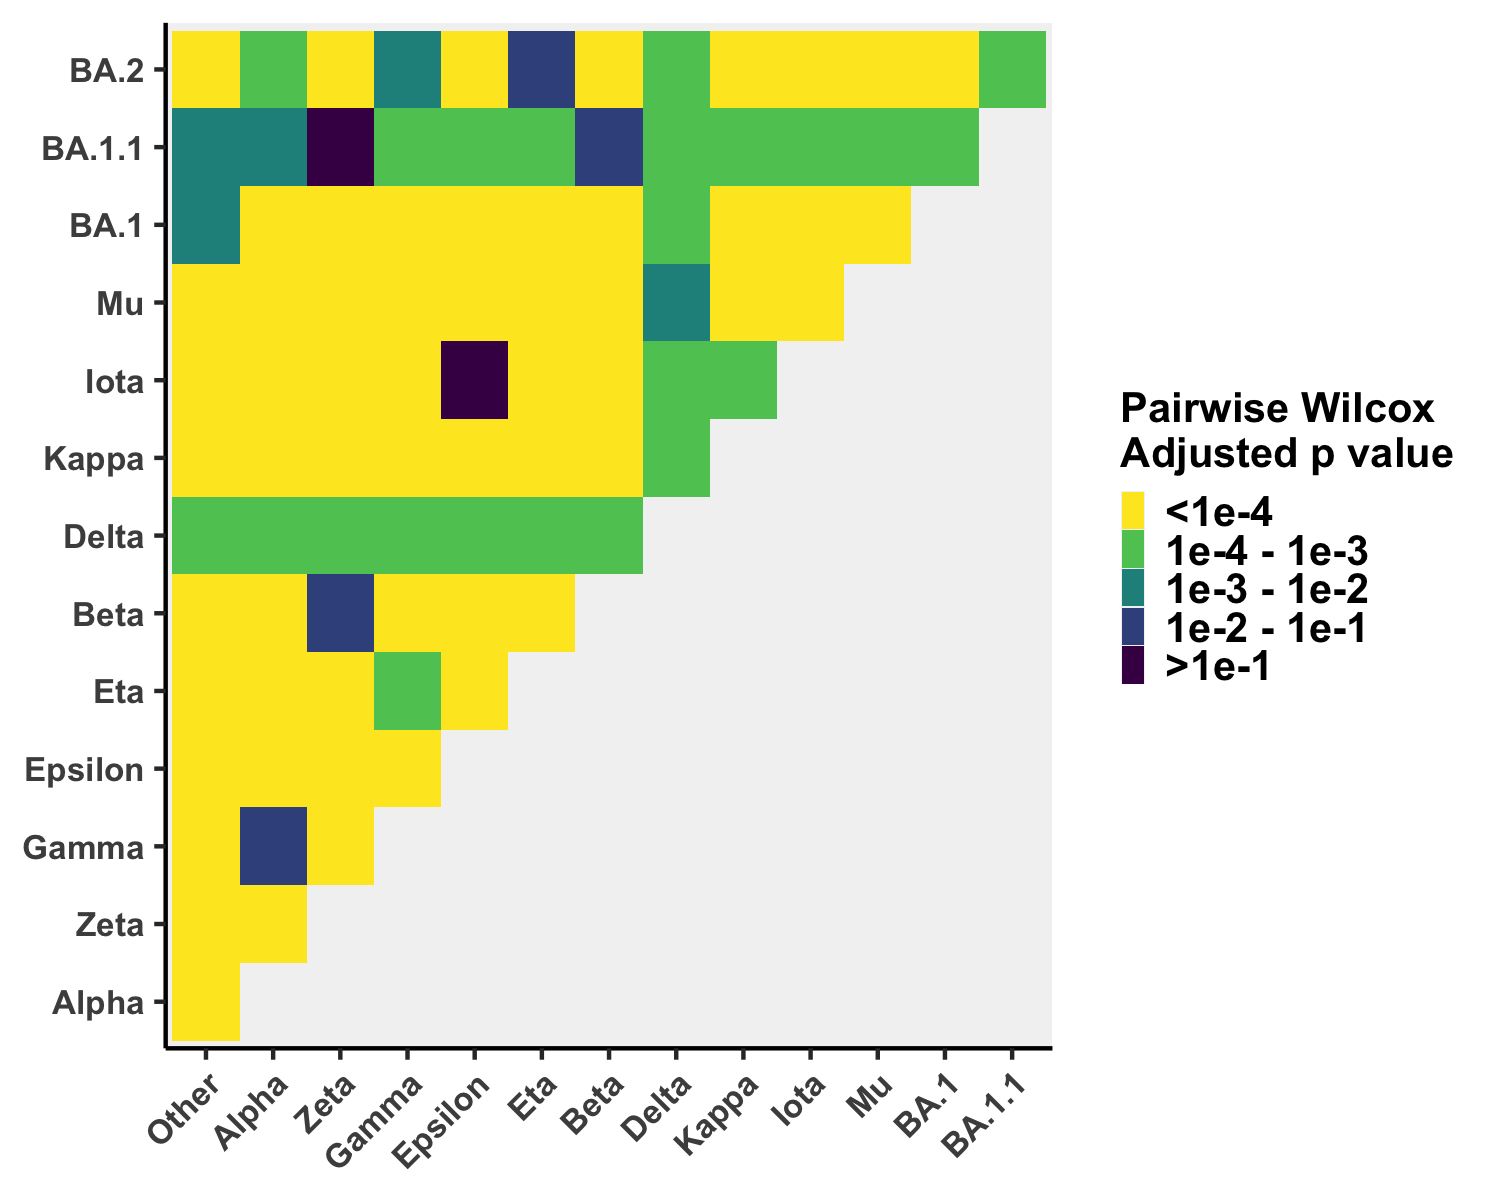 BA.2
BA.1.1
BA.1
Mu
Iota
Kappa
Delta
Beta
Eta
Epsilon
Gamma
Zeta
Alpha
Other
Alpha
Zeta
Gamma
Epsilon
Eta
Beta
Delta
Kappa
Iota
Mu
BA.1
BA.1.1
Pairwise Wilcox
Adjusted p value
<1e-4
1e-4 - 1e-3
1e-3 - 1e-2
1e-2 - 1e-1
>1e-1